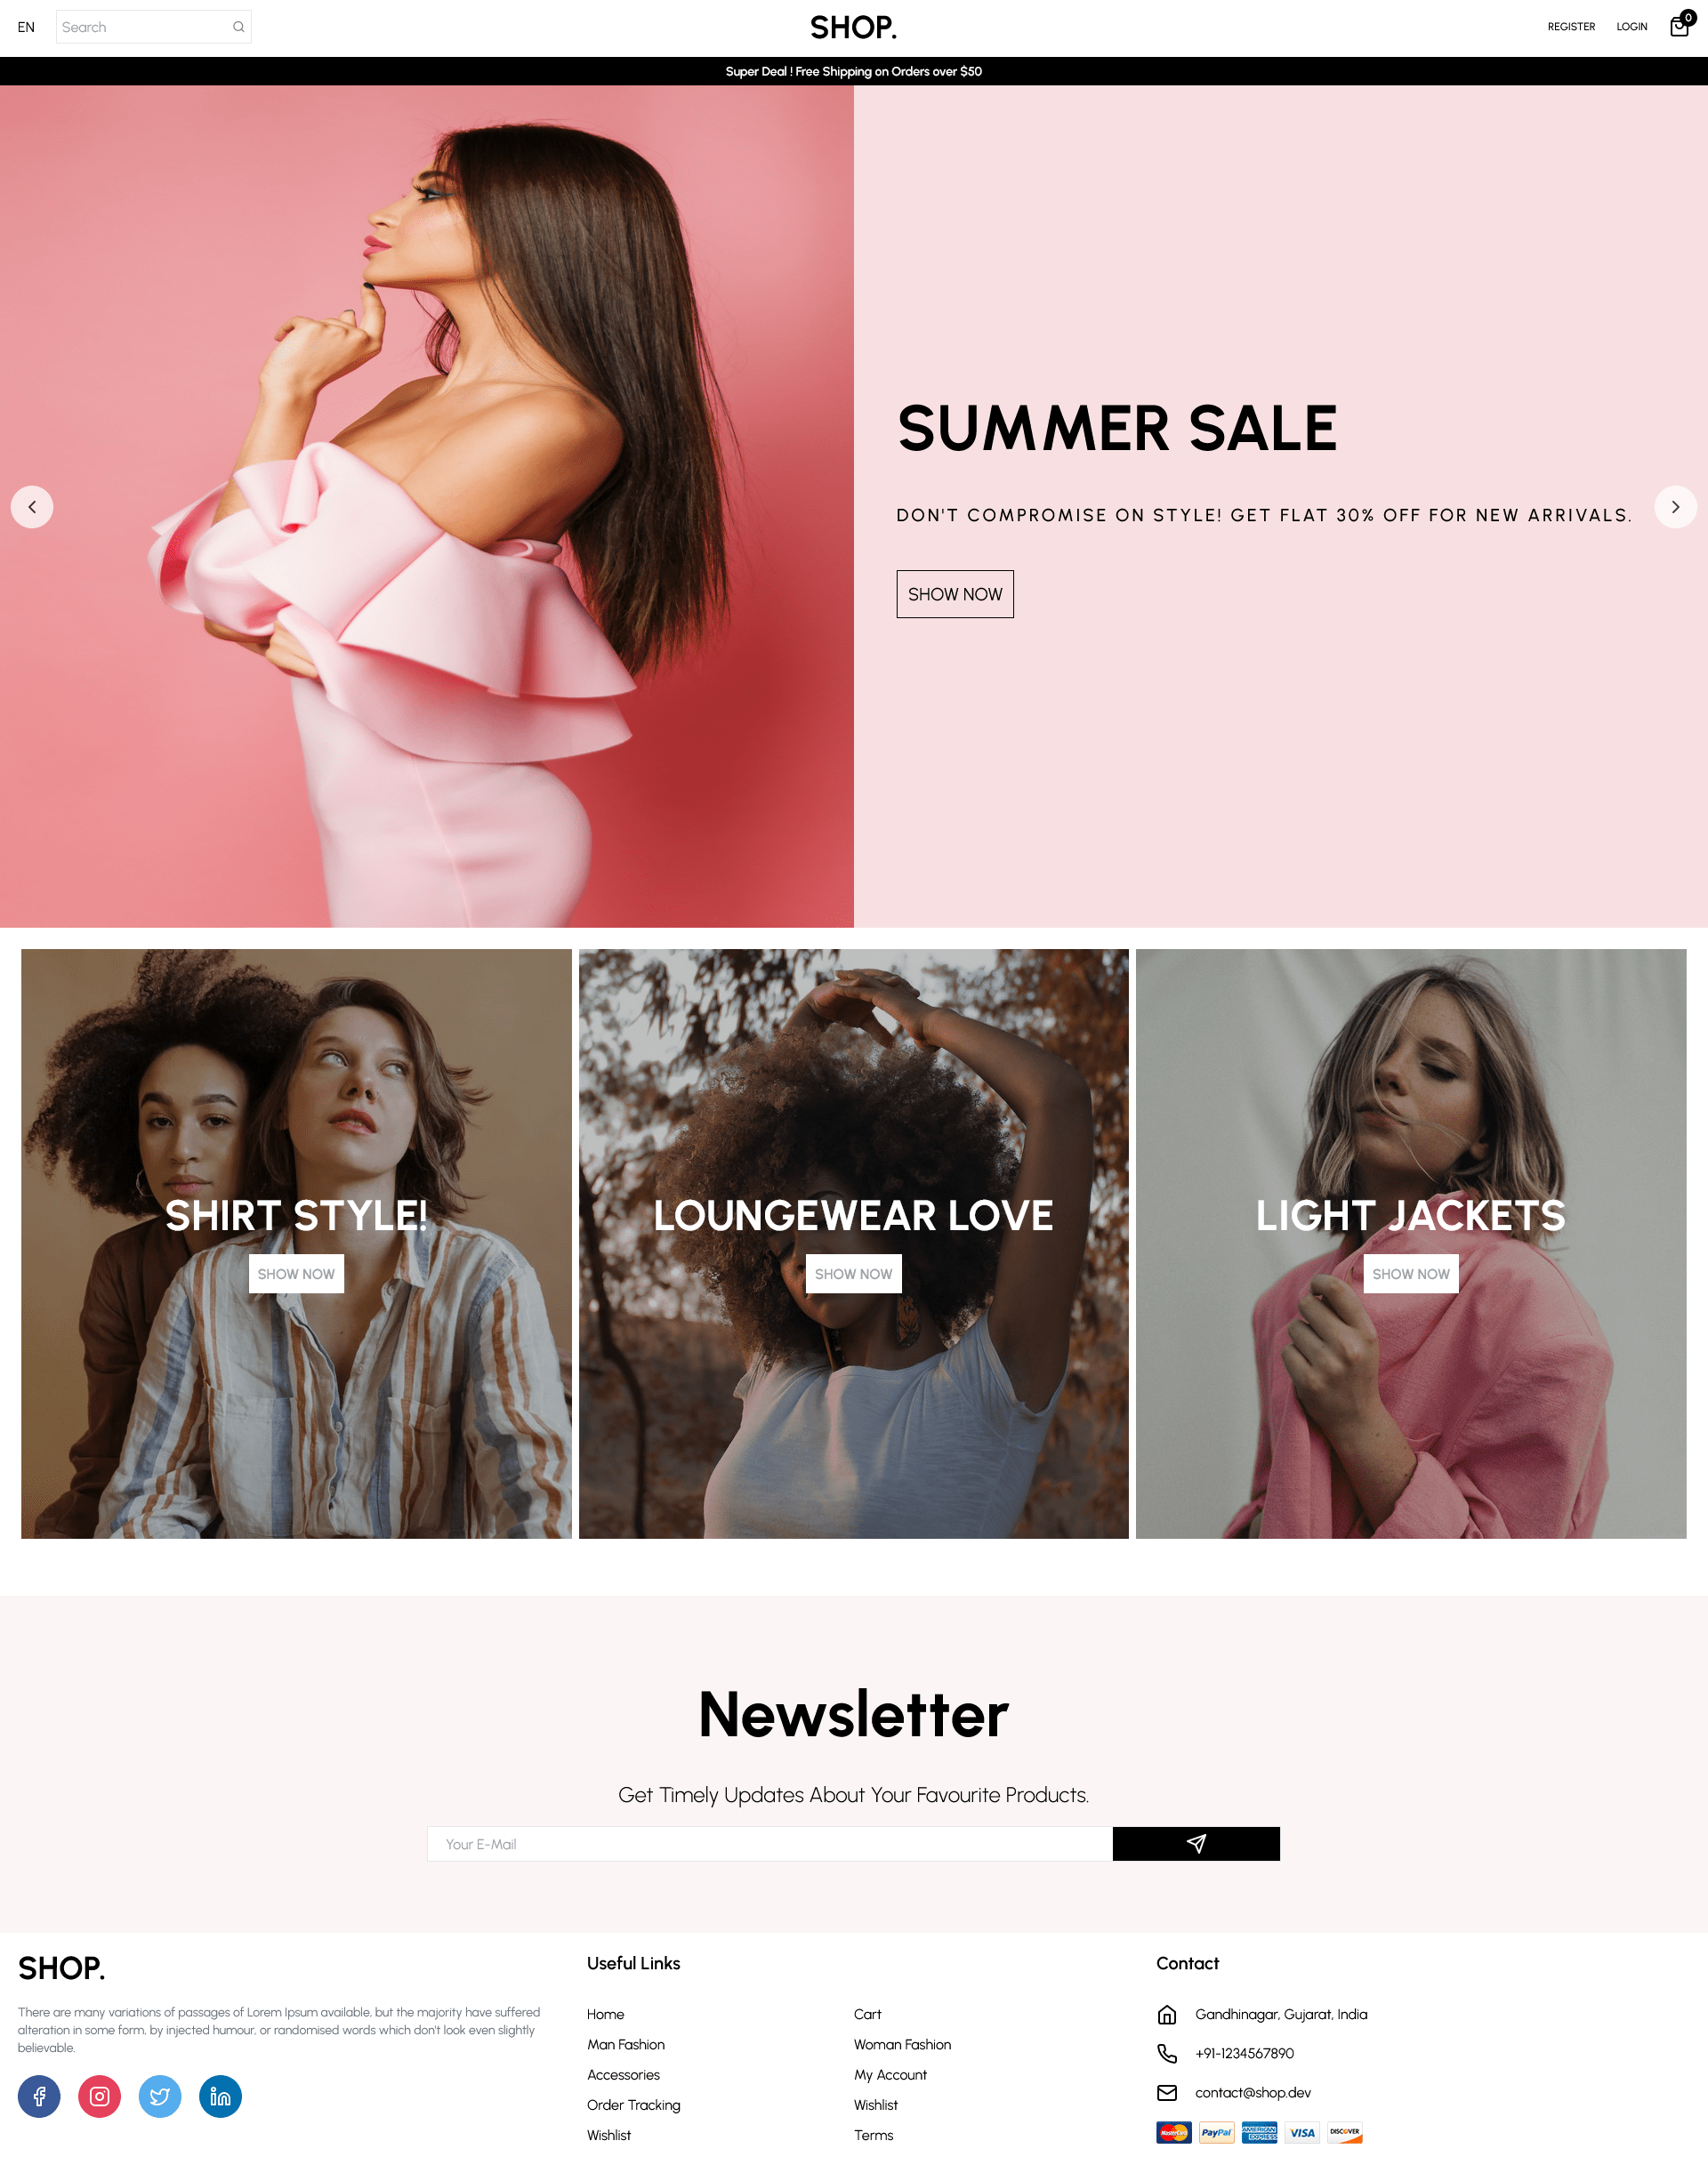 EN
Search
SHOP.
REGISTER
LOGIN
0
Super Deal ! Free Shipping on Orders over $50
SUMMER SALE
DON'T COMPROMISE ON STYLE! GET FLAT 30% OFF FOR NEW ARRIVALS.
SHOW NOW
SHIRT STYLE!
SHOW NOW
LOUNGEWEAR LOVE
SHOW NOW
LIGHT JACKETS
SHOW NOW
Newsletter
Get Timely Updates About Your Favourite Products.
Your E-Mail
SHOP.
There are many variations of passages of Lorem Ipsum available, but the majority have suffered
alteration in some form, by injected humour, or randomised words which don't look even slightly
believable.
Useful Links
Home
Cart
Man Fashion
Woman Fashion
Accessories
My Account
Order Tracking
Wishlist
Wishlist
Terms
Contact
Gandhinagar, Gujarat, India
+91-1234567890
contact@shop.dev
MasterCard
PayPal
AMERICAN
EXPRESS
VISA
DISCOVER